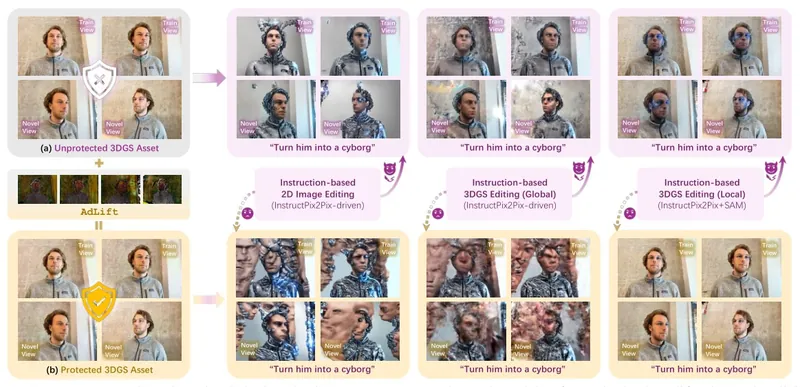 Train
View
Train
View
Novel
View
Novel
View
(a) Unprotected 3DGS Asset
Train
View
Train
View
Novel
View
Novel
View
"Turn him into a cyborg"
Train
View
Train
View
Novel
View
Novel
View
"Turn him into a cyborg"
Train
View
Train
View
Novel
View
Novel
View
"Turn him into a cyborg"
+
AdLift
=
Instruction-based
2D Image Editing
(InstructPix2Pix-driven)
Instruction-based
3DGS Editing (Global)
(InstructPix2Pix-driven)
Instruction-based
3DGS Editing (Local)
(InstructPix2Pix+SAM)
Train
View
Train
View
Novel
View
Novel
View
(b) Protected 3DGS Asset
Train
View
Train
View
Novel
View
Novel
View
"Turn him into a cyborg"
Train
View
Train
View
Novel
View
Novel
View
"Turn him into a cyborg"
Train
View
Train
View
Novel
View
Novel
View
"Turn him into a cyborg"